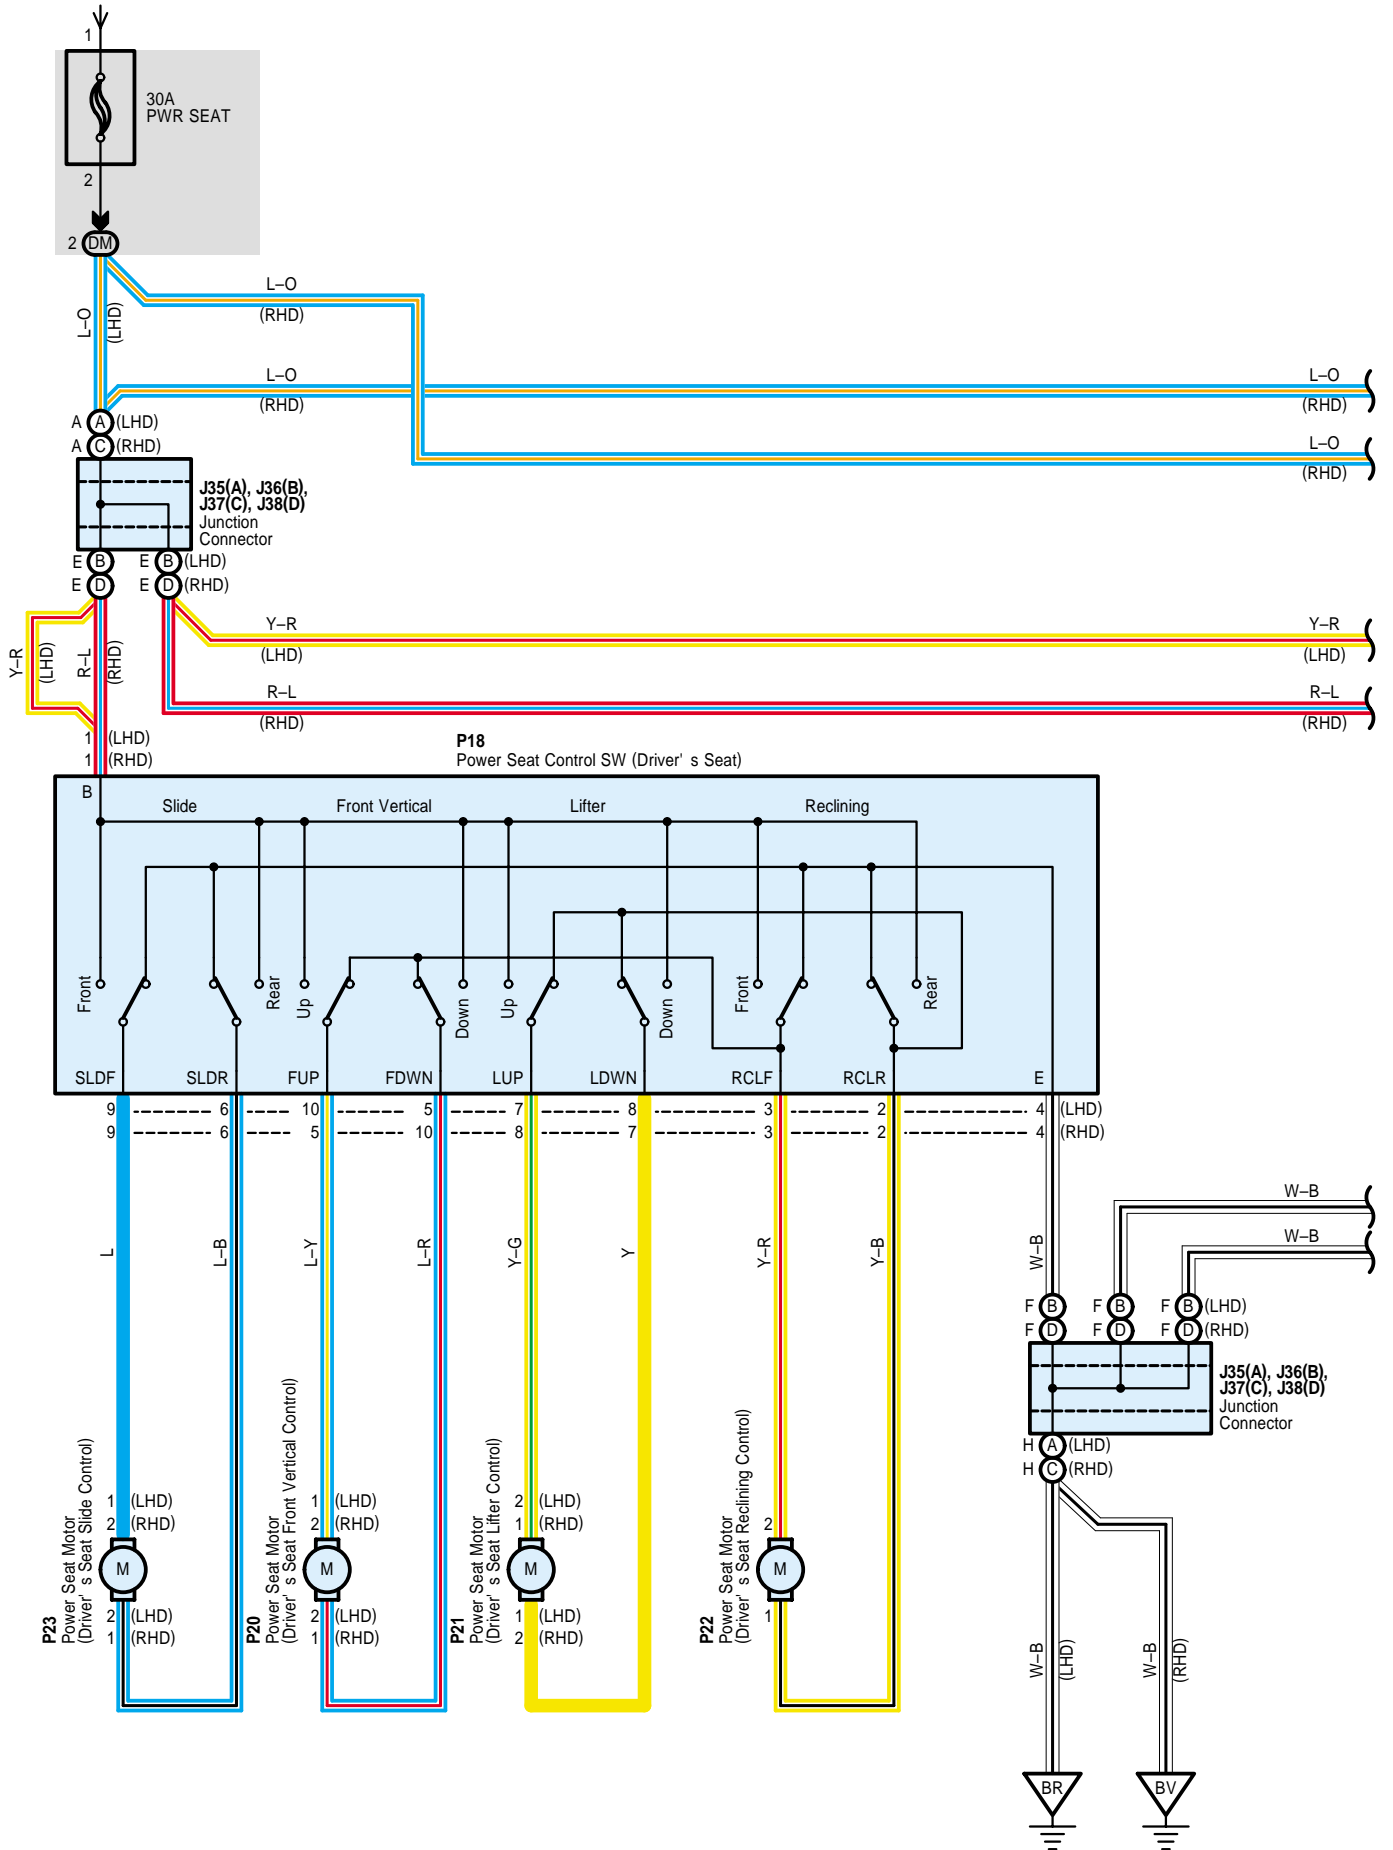 1
30A
PWR SEAT
2
2 DM
L–O
(RHD)
L–O
(LHD)
L–O
(RHD)
L–O
(RHD)
L–O
(RHD)
A A (LHD)
A C (RHD)
J35(A), J36(B),
J37(C), J38(D)
Junction
Connector
E B E B (LHD)
E D E D (RHD)
Y–R
(LHD)
R–L
(RHD)
Y–R
(LHD)
Y–R
(LHD)
R–L
(RHD)
R–L
(RHD)
1 (LHD)
1 (RHD)
P18
Power Seat Control SW (Driver' s Seat)
B
Slide Front Vertical Lifter Reclining
Front Rear Up Down Up Down Front Rear
SLDF SLDR FUP FDWN LUP LDWN RCLF RCLR E
9 6 10 5 7 8 3 2 4 (LHD)
9 6 5 10 8 7 3 2 4 (RHD)
W–B
W–B
L L–B L–Y L–R Y–G Y Y–R Y–B W–B
F B F B F B (LHD)
F D F D F D (RHD)
J35(A), J36(B),
J37(C), J38(D)
Junction
Connector
H A (LHD)
H C (RHD)
1 (LHD) 1 (LHD) 2 (LHD)
2 (RHD) 2 (RHD) 1 (RHD) 2
M M M M
2 (LHD) 2 (LHD) 1 (LHD) 1
1 (RHD) 1 (RHD) 2 (RHD)
P23
Power Seat Motor
(Driver' s Seat Slide Control)
P20
Power Seat Motor
(Driver' s Seat Front Vertical Control)
P21
Power Seat Motor
(Driver' s Seat Lifter Control)
P22
Power Seat Motor
(Driver' s Seat Reclining Control)
W–B
(LHD)
W–B
(RHD)
BR BV